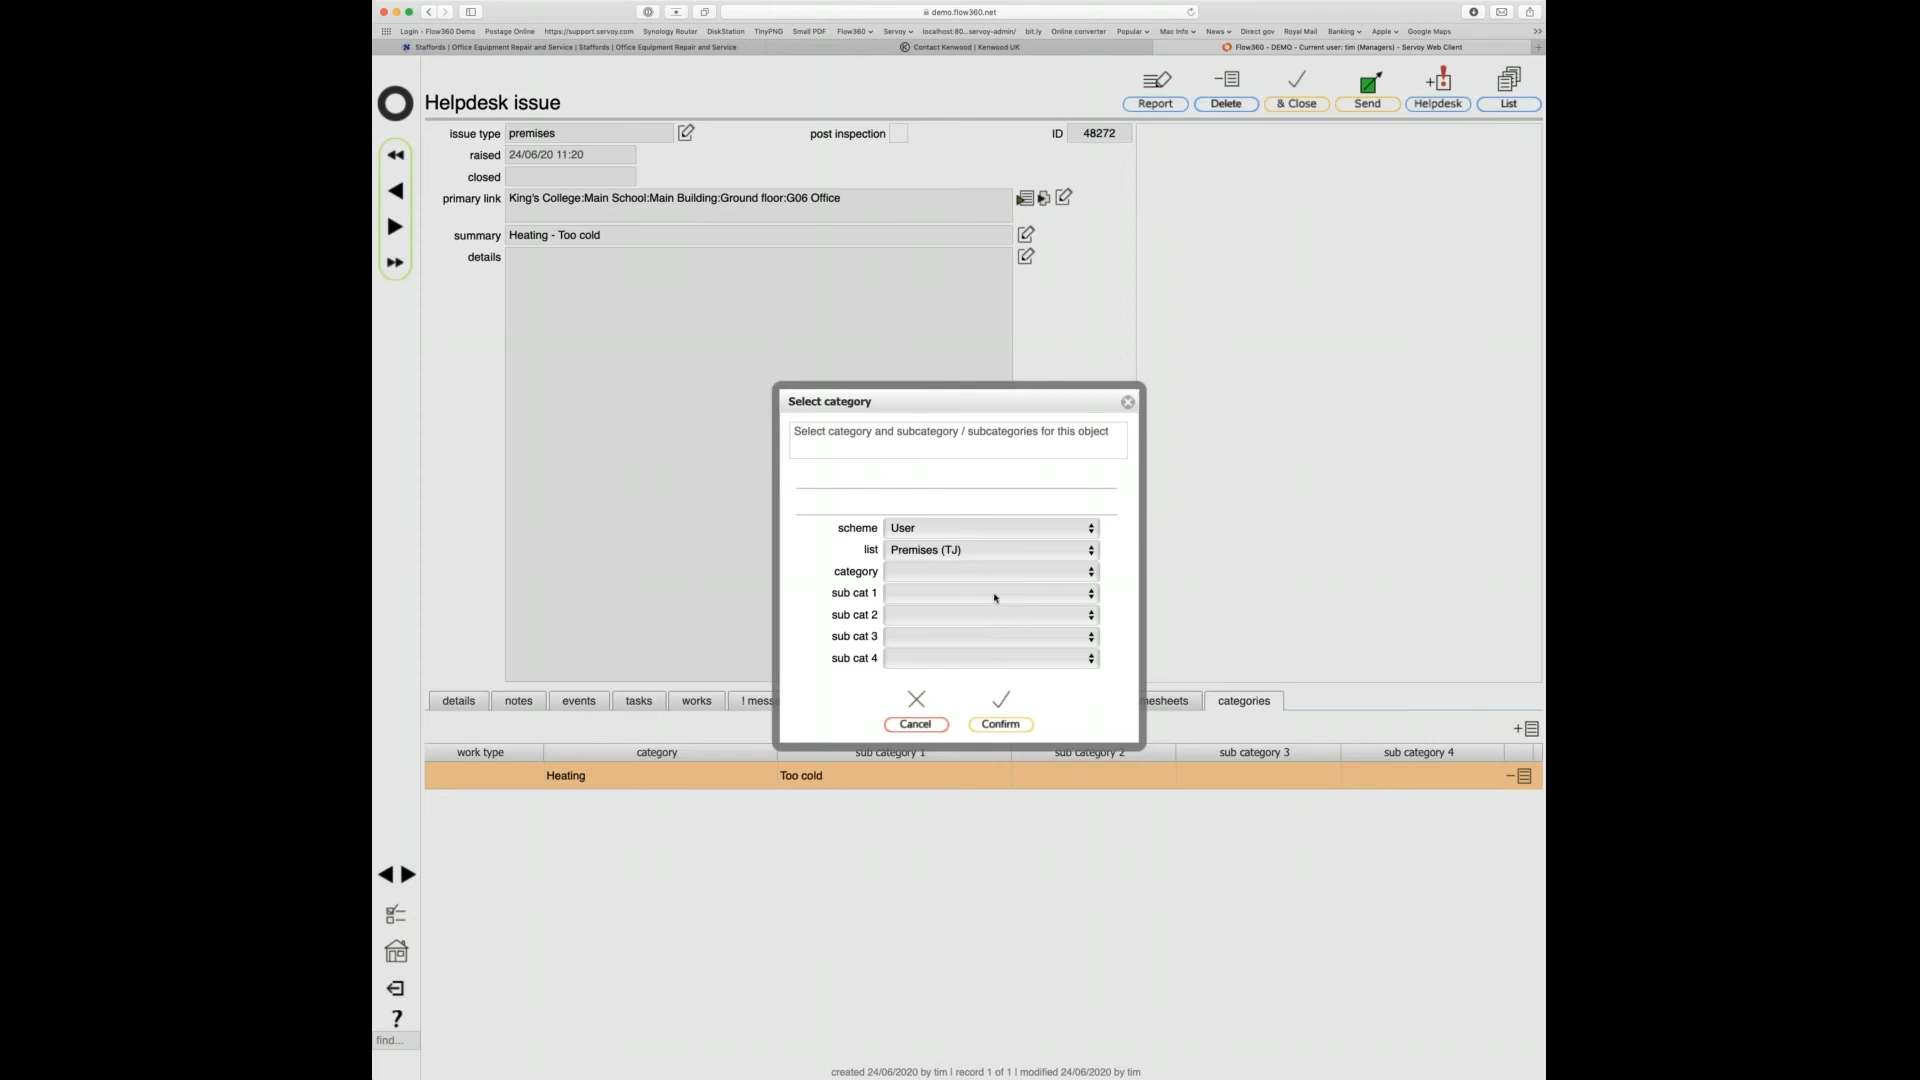 demo.flow360.net
Login - Flow360 Demo Postage Online https://support.servoy.com Synology Router DiskStation TinyPNG Small PDF Flow360 Servoy localhost:80...servoy-admin/ bit.ly Online converter Popular Mac Info News Direct gov Royal Mail Banking Apple Google Maps
Staffords | Office Equipment Repair and Service | Staffords | Office Equipment Repair and Service Contact Kenwood | Kenwood UK Flow360 - DEMO - Current user: tim (Managers) - Servoy Web Client
Helpdesk issue
Report Delete & Close Send Helpdesk List
issue type premises post inspection ID 48272
raised 24/06/20 11:20
closed
primary link King's College:Main School:Main Building:Ground floor:G06 Office
summary Heating - Too cold
details
Select category
Select category and subcategory / subcategories for this object
scheme User
list Premises (TJ)
category
sub cat 1
sub cat 2
sub cat 3
sub cat 4
Cancel Confirm
details notes events tasks works ! mess mesheets categories
work type category sub category 1 sub category 2 sub category 3 sub category 4
Heating Too cold
?
find...
created 24/06/2020 by tim | record 1 of 1 | modified 24/06/2020 by tim